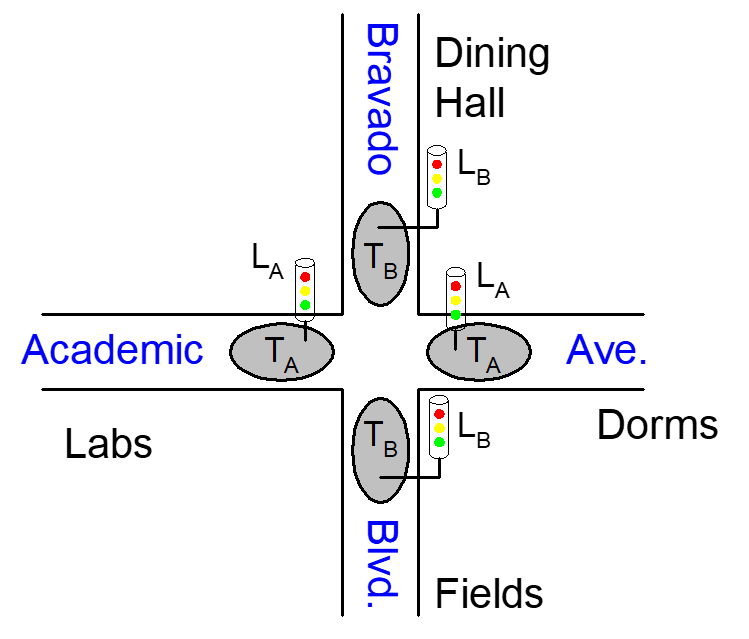 Bravado
Dining
Hall
L_B
T_B
L_A
L_A
Academic
T_A
T_A
Ave.
Labs
T_B
L_B
Dorms
Blvd.
Fields